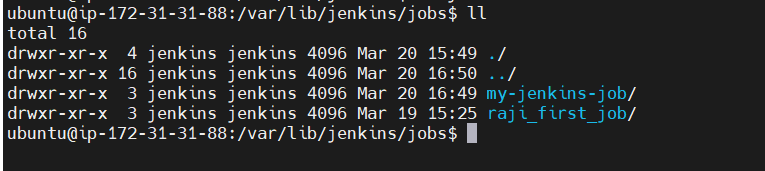 ubuntu@ip-172-31-31-88:/var/lib/jenkins/jobs$ ll
total 16
drwxr-xr-x  4 jenkins jenkins 4096 Mar 20 15:49 ./
drwxr-xr-x 16 jenkins jenkins 4096 Mar 20 16:50 ../
drwxr-xr-x  3 jenkins jenkins 4096 Mar 20 16:49 my-jenkins-job/
drwxr-xr-x  3 jenkins jenkins 4096 Mar 19 15:25 raji_first_job/
ubuntu@ip-172-31-31-88:/var/lib/jenkins/jobs$